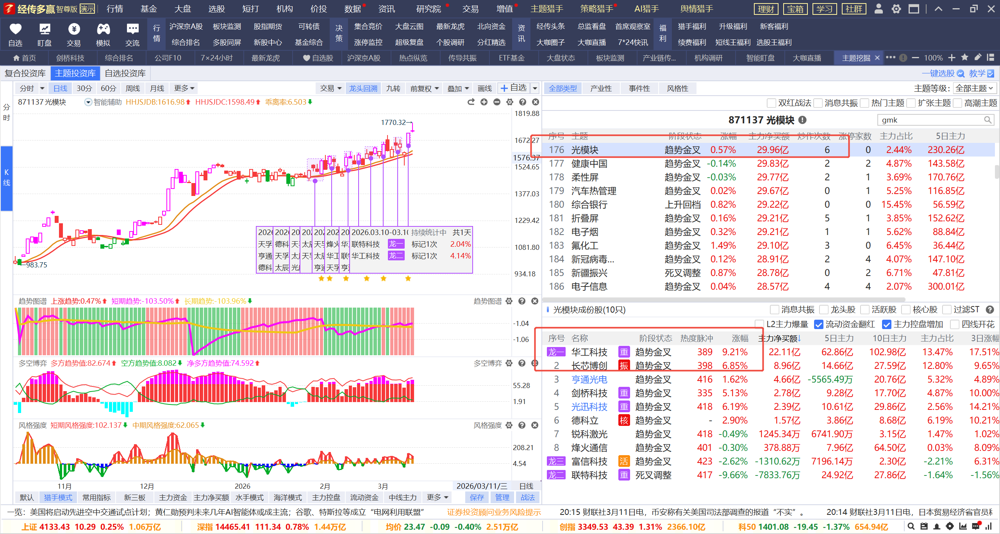 经传多赢 智尊版 演示 行情 基金 大盘 选股 短打 机构 价投 数据 资讯 研究院 交易 增值 主题猎手 策略猎手 AI猎手 舆情猎手 理财 宝箱 学习 社群
自选 盯盘 交易 模拟 交流
行情 沪深京A股 板块监测 股指期货 可转债 决策 集合竞价 大盘云图 最新龙虎 北向资金 资讯 经传头条 总监看盘 首席观察室 福利 猎手福利 升级福利 新客福利
综合排名 多股同屏 新股中心 基金综合 涨停监控 超级复盘 个股调研 分红精选 大咖圈子 大咖直播 7*24快讯 续费福利 短线王福利 选股王福利
首页 剑桥科技 综合排名 公司F10 7×24小时 最新龙虎 自选股 沪深京A股 热点纵览 传导共振 ETF基金 大盘状态 板块监测 产业链传... 机构调研 智能盯盘 大咖直播 主题挖掘 100%
复合投资库 主题投资库 自选投资库 一键选股 教学
分时 日线 30分 60分 周线 月线 更多 交易 龙头回溯 九转 前复权 叠加 画线 自选
分时
K线
871137 光模块 智能辅助 HHJSJDB:1616.98 HHJSJDC:1598.49 乖离率:6.503
1819.88
1770.32
1672.27
1576.37
1524.65
1377.03
1229.42
1081.80
983.75
934.18
2026.03.10-03.10 持续统计中 共1天
天孚 德科 联特科技 龙一 标记1次 2.04%
亨通 天孚 华工科技 龙二 标记1次 4.14%
德科 太辰
趋势图谱 上涨趋势:0.47% 短期趋势:-103.50% 长期趋势:-103.96% 趋势图谱
-1.04
-1.06
多空博弈 多方趋势值:82.674 空方趋势值:8.082 净多方趋势值:74.592 多空博弈
55.28
1.91
风格强度 短期风格强度:102.137 中期风格强度:62.065 风格强度
208.21
4.54
11月 12月 2026 2月 3月 2026/03/11/三 日线
默认 猎手模式 常用指标 新三板 主力资金 主力净买额 水手模式 海洋模式 主力控盘 流动资金 中线主力 更多 保存 管理 战法
全部类型 产业性 事件性 风格性 主题等级: 全部主题
双红战法 消息共振 热门主题 扩张主题 高潮主题
871137 光模块 gmk
序号 主题 阶段状态 涨幅 主力净买额 炒作次数 涨停家数 主力占比 5日主力
176 光模块 趋势金叉 0.57% 29.96亿 6 0 2.44% 230.26亿
177 健康中国 趋势金叉 -0.14% 29.83亿 2 2 4.87% 143.58亿
178 柔性屏 趋势金叉 -0.03% 29.77亿 2 1 3.69% 170.76亿
179 汽车热管理 趋势金叉 0.02% 29.67亿 0 1 5.25% 116.85亿
180 综合银行 上升回档 0.82% 29.22亿 0 0 15.45% 56.59亿
181 折叠屏 趋势金叉 0.16% 29.21亿 5 1 3.85% 152.62亿
182 电子烟 趋势金叉 0.32% 29.21亿 1 1 5.62% 88.84亿
183 氟化工 趋势金叉 1.49% 29.10亿 3 0 6.45% 36.44亿
184 新冠病毒... 趋势金叉 0.12% 28.91亿 2 4 4.07% 147.10亿
185 新疆振兴 死叉调整 0.87% 28.78亿 0 2 6.71% 47.81亿
186 电子信息 趋势金叉 0.04% 28.57亿 4 4 2.07% 300.01亿
光模块成份股(10只) 消息共振 龙头股 活跃股 核心股 过滤ST
L2主力爆量 流动资金翻红 主力控盘增加 四线开花
序号 名称 阶段状态 热度脉冲 涨幅 主力净买额↓ 5日主力 10日主力 主力占比 3日涨幅
龙一 华工科技 重 趋势金叉 389 9.21% 22.11亿 62.86亿 102.98亿 13.47% 17.51%
2 长芯博创 振 趋势金叉 398 6.85% 8.96亿 14.66亿 27.59亿 12.80% 9.65%
3 亨通光电 趋势金叉 416 1.62% 4.66亿 -5565.49万 20.76亿 5.32% 4.89%
4 剑桥科技 重 趋势金叉 335 5.13% 2.78亿 9.28亿 17.70亿 4.87% 10.00%
5 光迅科技 重 趋势金叉 418 6.19% 2.39亿 10.61亿 29.86亿 2.56% 14.21%
6 德科立 核 趋势金叉 - 2.90% 1.57亿 3.86亿 8.68亿 6.19% 10.21%
7 锐科激光 趋势金叉 418 -0.49% 1245.34万 6741.90万 3.15亿 1.47% 1.02%
8 烽火通信 趋势金叉 401 -0.30% 378.88万 7.96亿 64.50亿 0.03% 8.09%
龙三 富信科技 活 趋势金叉 423 -2.62% -1310.62万 7196.14万 2.30亿 -2.21% 6.31%
龙二 联特科技 重 死叉调整 417 -9.66% -7833.76万 24.92亿 27.86亿 -1.64% -1.56%
一览：美国将启动先进空中交通试点计划；黄仁勋预判未来几年AI智能体或成主流；谷歌、特斯拉等成立“电网利用联盟” 证券投资顾问业务风险提示 20:15 财联社3月11日电，币安称有关美国司法部调查的报道“不实”。 20:14 财联社3月11日电，日本贸易经济省官员称
上证 4133.43 10.29 0.25% 1.06万亿 深指 14465.41 111.34 0.78% 1.44万亿 均价 23.47 -0.09 -0.40% 2.51万亿 创指 3349.53 43.39 1.31% 2366.10亿 科50 1401.08 -19.45 -1.37% 654.94亿